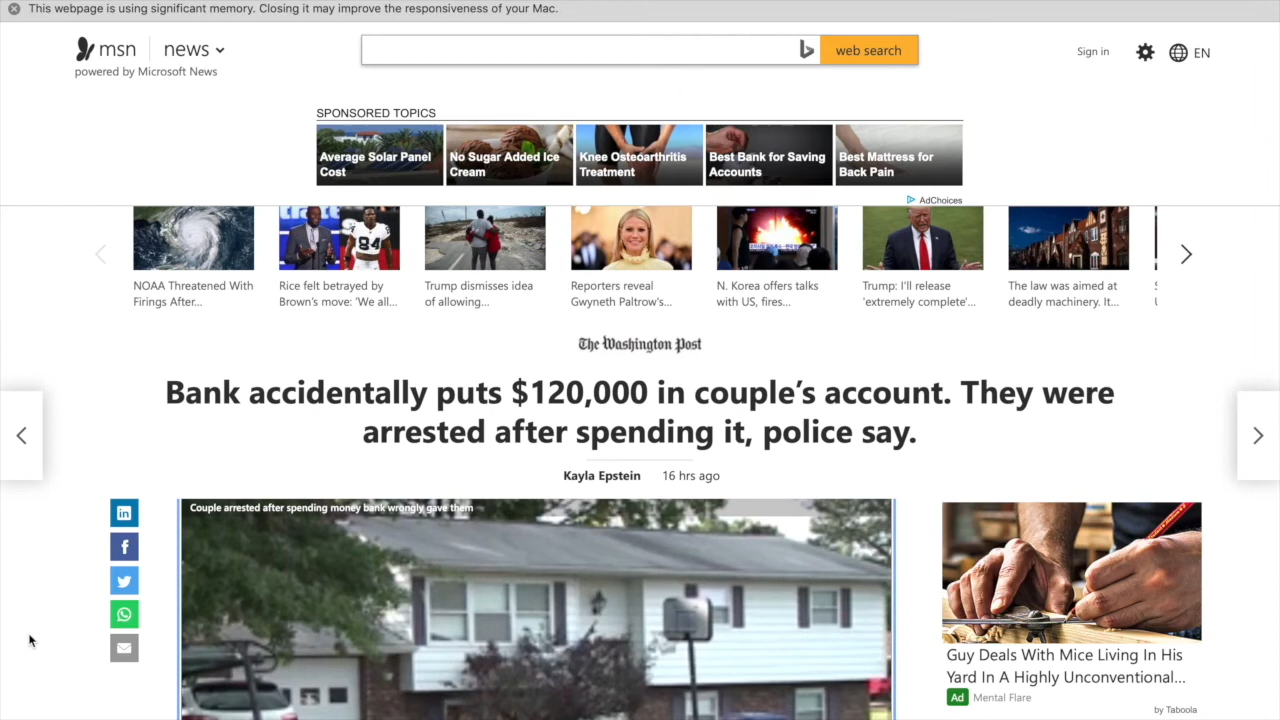 This webpage is using significant memory. Closing it may improve the responsiveness of your Mac.
msn news
powered by Microsoft News
web search
Sign in
EN
SPONSORED TOPICS
Average Solar Panel
Cost
No Sugar Added Ice
Cream
Knee Osteoarthritis
Treatment
Best Bank for Saving
Accounts
Best Mattress for
Back Pain
AdChoices
84
NOAA Threatened With
Firings After...
Rice felt betrayed by
Brown's move: 'We all...
Trump dismisses idea
of allowing...
Reporters reveal
Gwyneth Paltrow's...
N. Korea offers talks
with US, fires...
Trump: I'll release
'extremely complete'...
The law was aimed at
deadly machinery. It...
The Washington Post
Bank accidentally puts $120,000 in couple's account. They were
arrested after spending it, police say.
Kayla Epstein 16 hrs ago
Couple arrested after spending money bank wrongly gave them
Guy Deals With Mice Living In His
Yard In A Highly Unconventional...
Ad Mental Flare
by Taboola